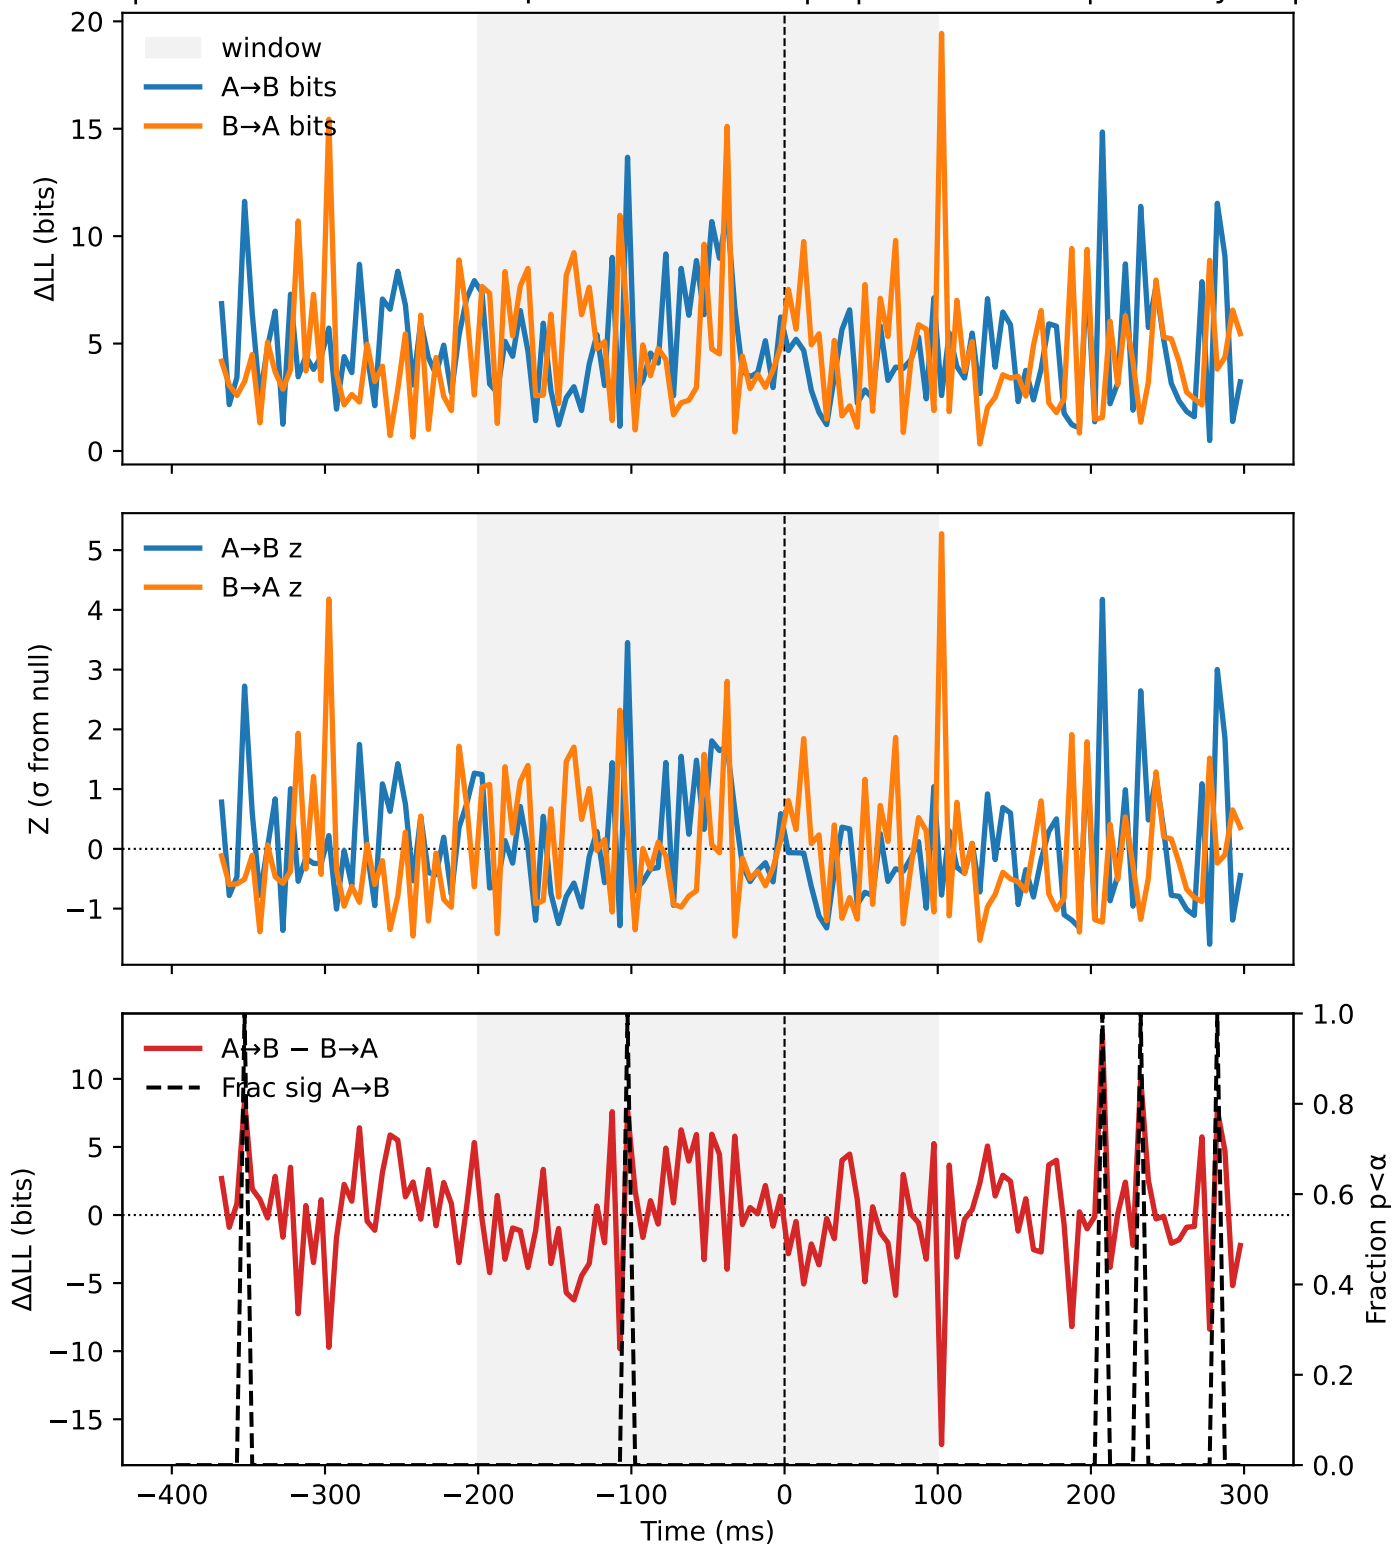 20
15
10
5
0
ΔLL (bits)
window
A→B bits
B→A bits
5
4
3
2
1
0
−1
Z (σ from null)
A→B z
B→A z
10
5
0
−5
−10
−15
ΔΔLL (bits)
A→B − B→A
Frac sig A→B
1.0
0.8
0.6
0.4
0.2
0.0
Fraction p<α
−400 −300 −200 −100 0 100 200 300
Time (ms)